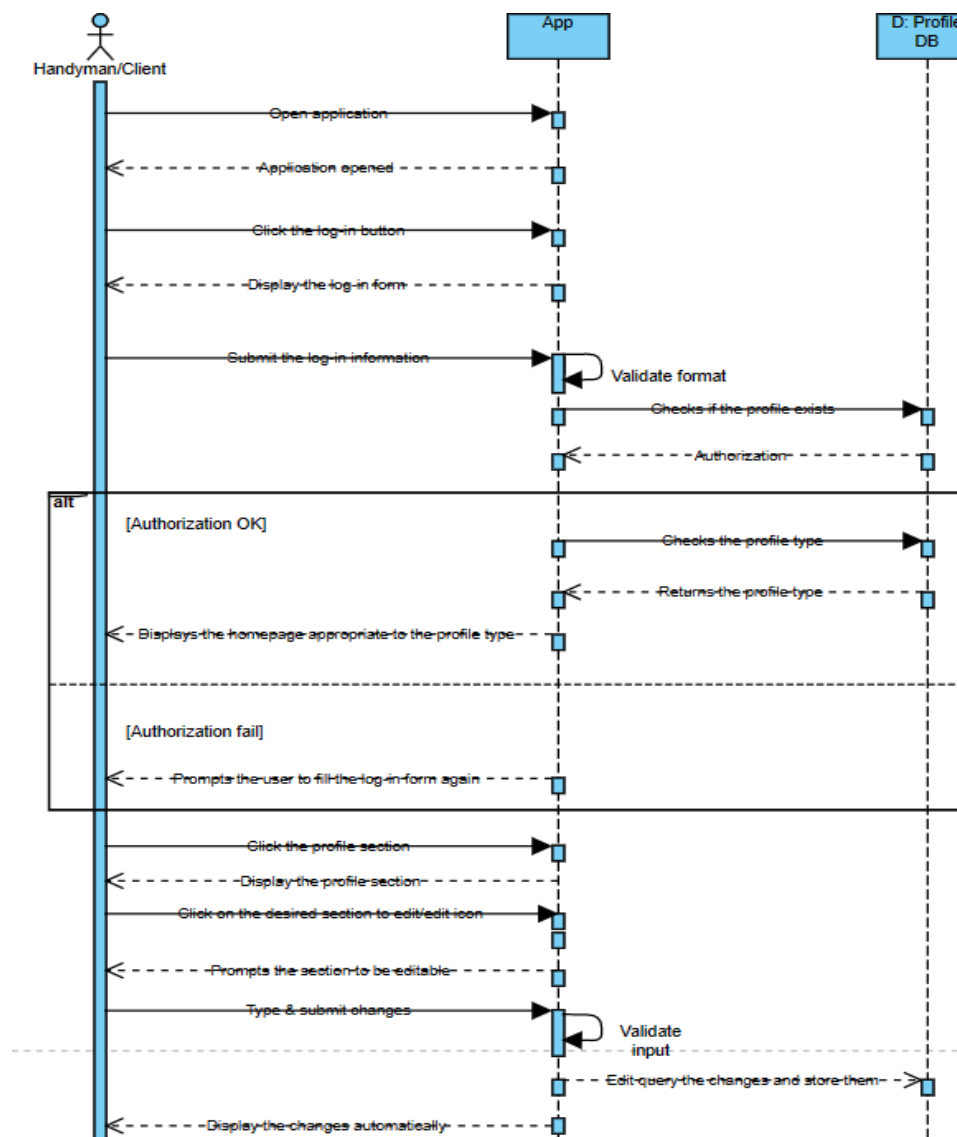 App
D: Profile
DB
Handyman/Client
Open application
Application opened
Click the log-in button
Display the log-in form
Submit the log-in information
Validate format
Checks if the profile exists
Authorization
alt
[Authorization OK]
Checks the profile type
Returns the profile type
Displays the homepage appropriate to the profile type
[Authorization fail]
Prompts the user to fill the log-in form again
Click the profile section
Display the profile section
Click on the desired section to edit/edit icon
Prompts the section to be editable
Type & submit changes
Validate
input
Edit query the changes and store them
Display the changes automatically